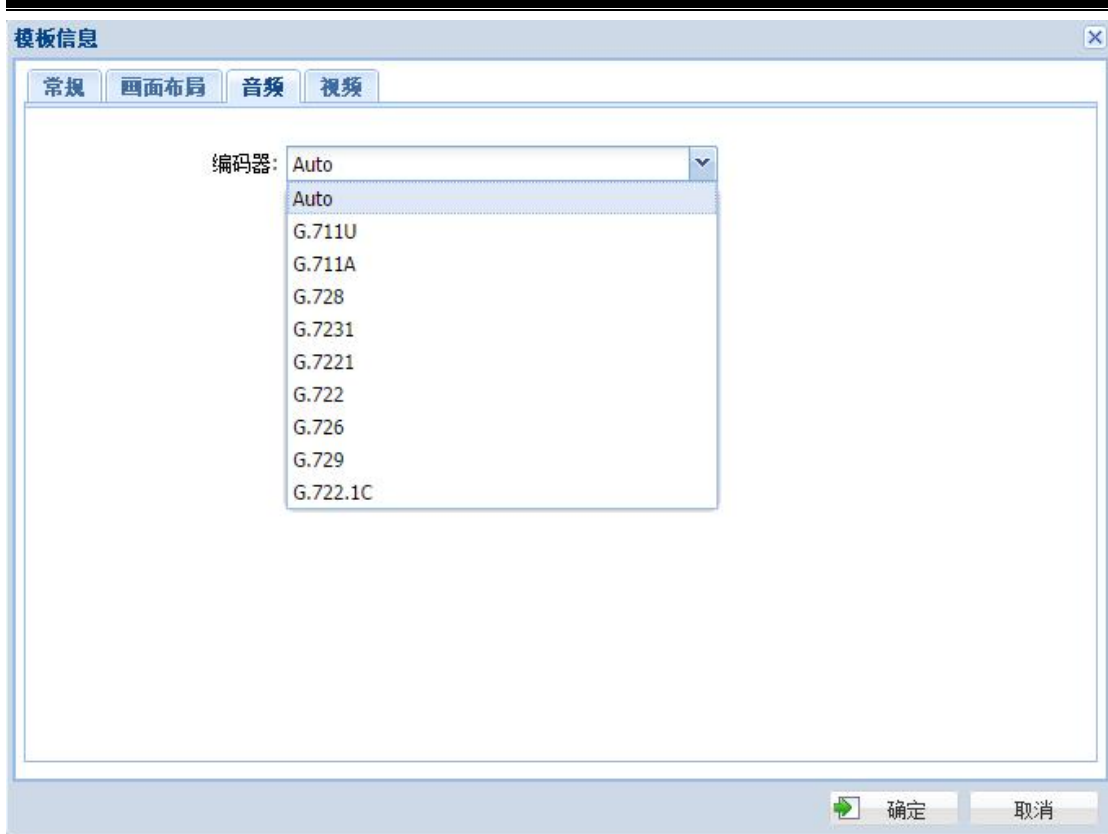 模板信息
常规 画面布局 音频 视频
编码器: Auto
Auto
G.711U
G.711A
G.728
G.7231
G.7221
G.722
G.726
G.729
G.722.1C
确定 取消